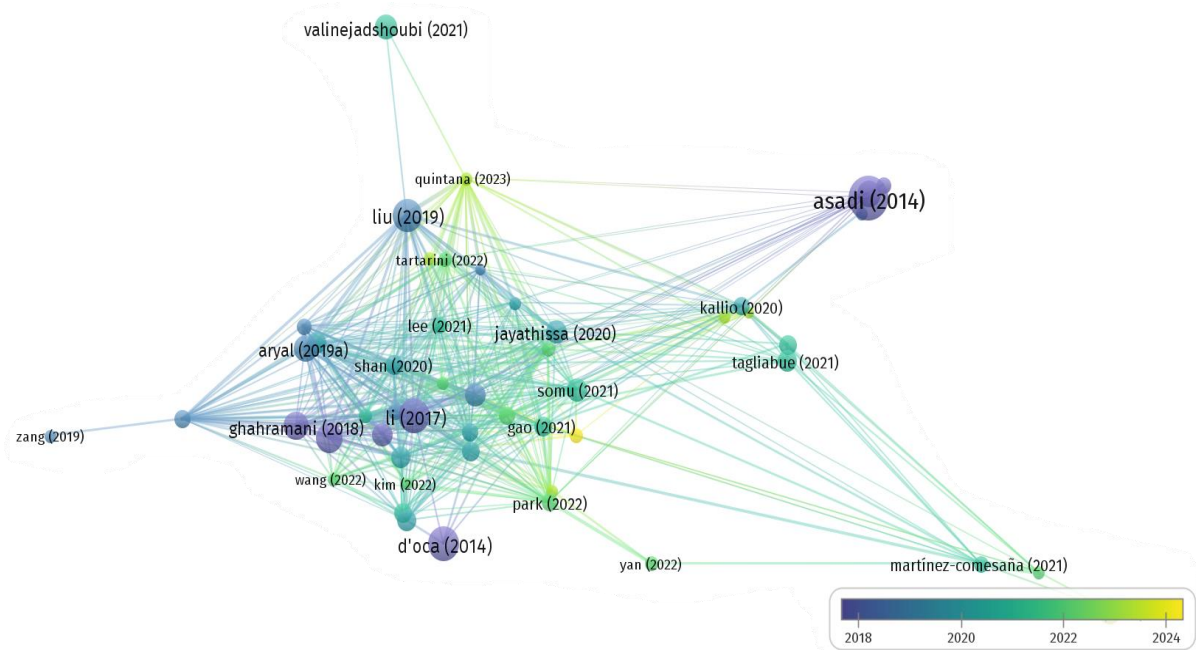 valinejadshoubi (2021)
quintana (2023)
asadi (2014)
liu (2019)
tartarini (2022)
kallio (2020)
lee (2021)
jayathissa (2020)
aryal (2019a)
shan (2020)
tagliabue (2021)
somu (2021)
li (2017)
ghahramani (2018)
gao (2021)
zang (2019)
wang (2022)
kim (2022)
park (2022)
d'oca (2014)
yan (2022)
martínez-comesaña (2021)
2018 2020 2022 2024